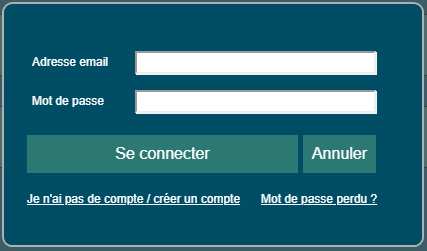 Adresse email
Mot de passe
Se connecter Annuler
Je n'ai pas de compte / créer un compte Mot de passe perdu ?